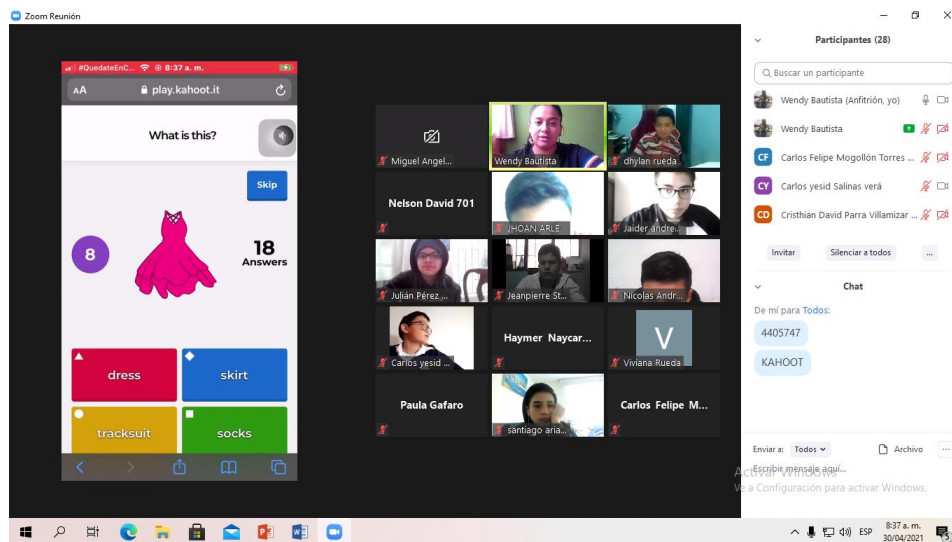 Zoom Reunión
#QuedateEnC... 8:37 a. m.
AA play.kahoot.it
What is this?
Skip
8
18
Answers
dress
skirt
tracksuit
socks
Miguel Angel...
Wendy Bautista
dhylan rueda
Nelson David 701
JHOAN ARLE...
Jaider andre...
Julián Pérez ...
Jeanpierre St...
Nicolas Andr...
Carlos yesid ...
Haymer Naycar...
V
Viviana Rueda
Paula Gafaro
santiago aria...
Carlos Felipe M...
Participantes (28)
Buscar un participante
Wendy Bautista (Anfitrión, yo)
Wendy Bautista
CF Carlos Felipe Mogollón Torres ...
CY Carlos yesid Salinas verá
CD Cristhian David Parra Villamizar ...
Invitar Silenciar a todos ...
Chat
De mí para Todos:
4405747
KAHOOT
Enviar a: Todos Archivo ...
Escribir mensaje aquí...
Activar Windows
Ve a Configuración para activar Windows.
ESP
8:37 a. m.
30/04/2021